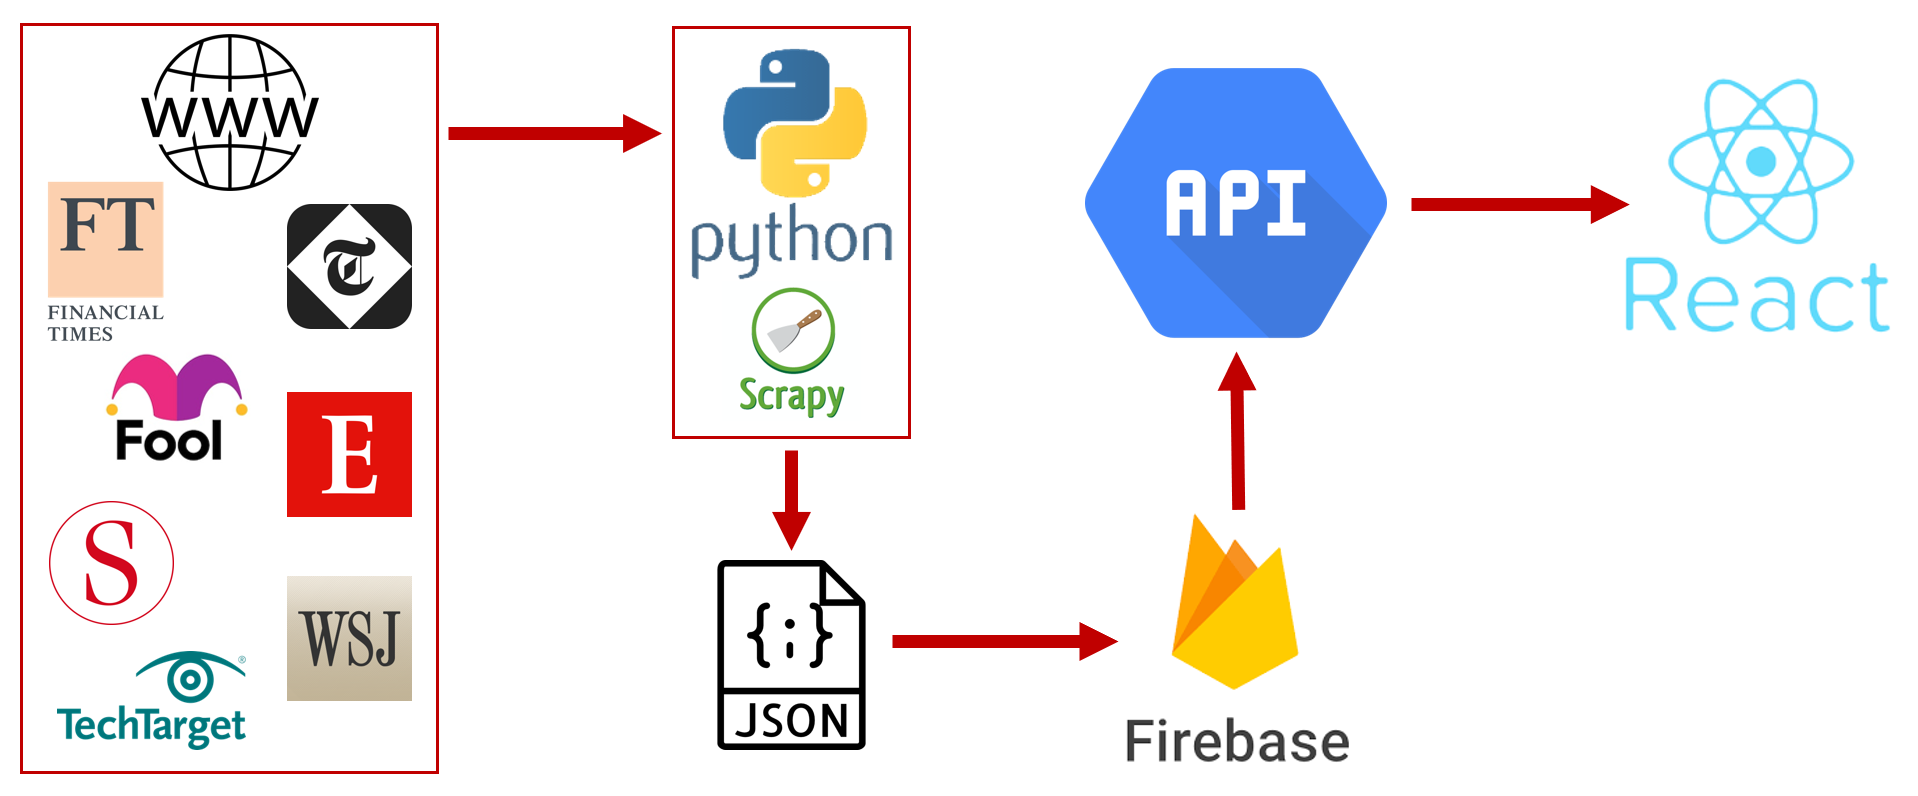 WWW
FT
FINANCIAL
TIMES
T
Fool
E
S
WSJ
TechTarget®
python
Scrapy
{;}
JSON
Firebase
API
React